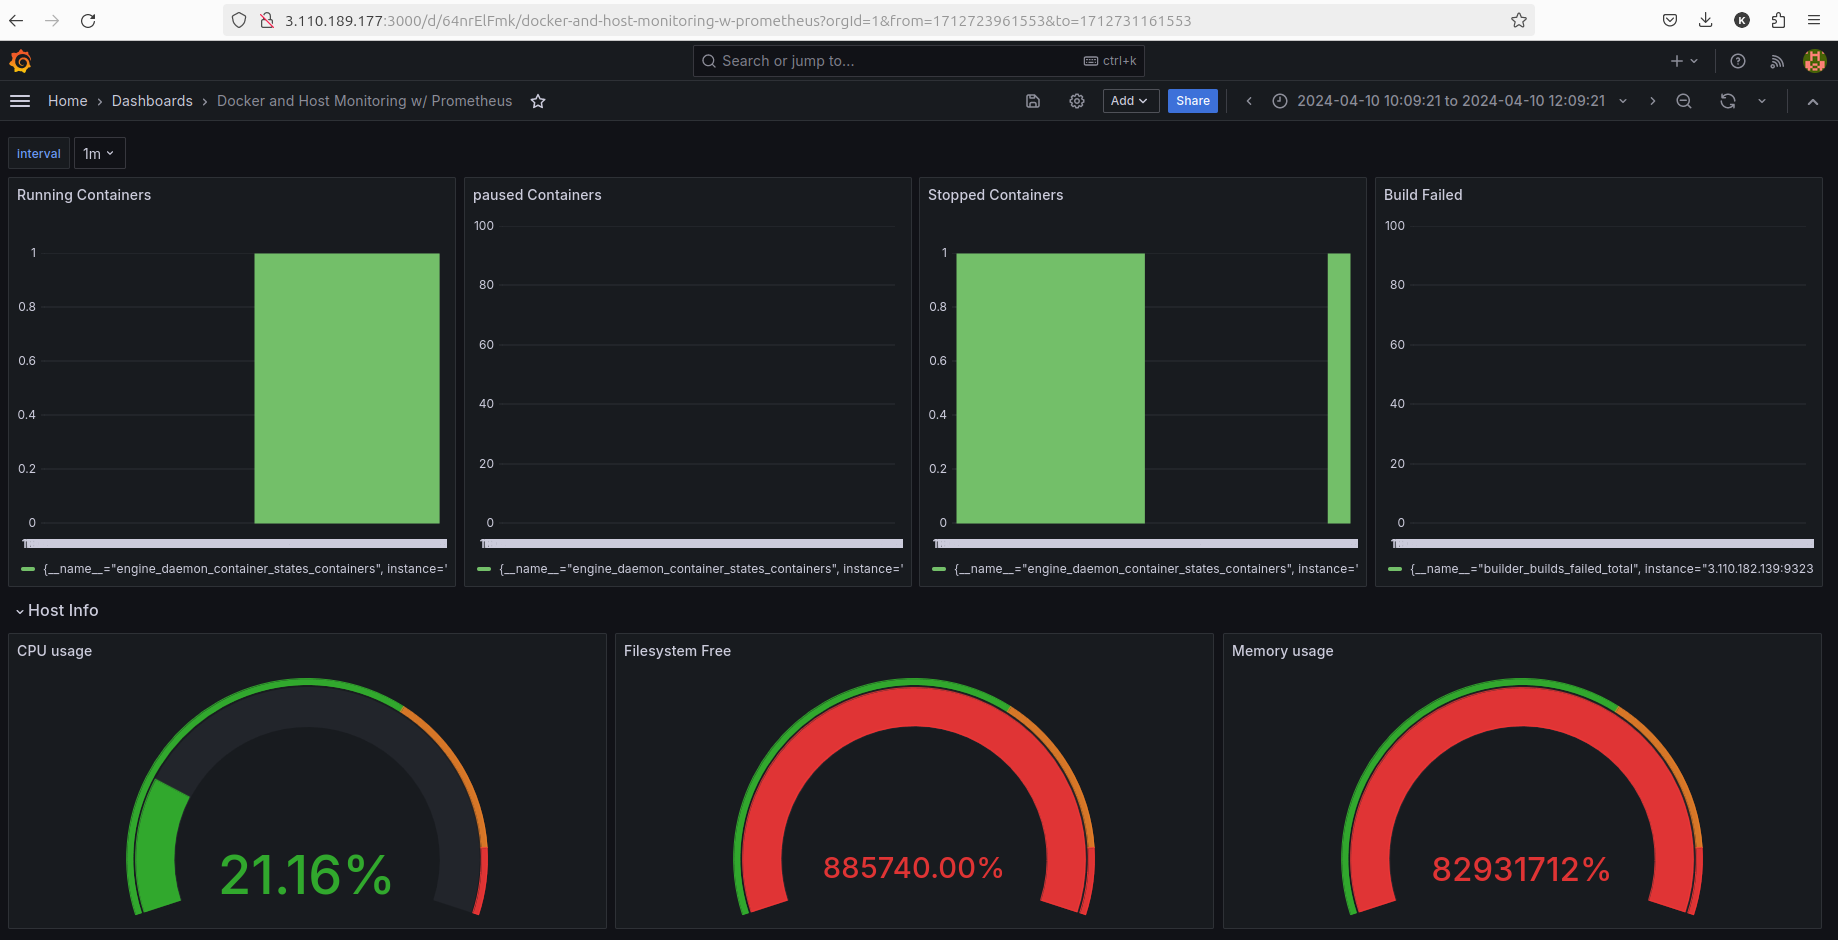 3.110.189.177:3000/d/64nrElFmk/docker-and-host-monitoring-w-prometheus?orgId=1&from=1712723961553&to=1712731161553
K
Search or jump to...
ctrl+k
Home › Dashboards › Docker and Host Monitoring w/ Prometheus
Add
Share
2024-04-10 10:09:21 to 2024-04-10 12:09:21
interval
1m
Running Containers
1
0.8
0.6
0.4
0.2
0
{__name__="engine_daemon_container_states_containers", instance='
paused Containers
100
80
60
40
20
0
{__name__="engine_daemon_container_states_containers", instance='
Stopped Containers
1
0.8
0.6
0.4
0.2
0
{__name__="engine_daemon_container_states_containers", instance='
Build Failed
100
80
60
40
20
0
{__name__="builder_builds_failed_total", instance="3.110.182.139:9323
Host Info
CPU usage
21.16%
Filesystem Free
885740.00%
Memory usage
82931712%